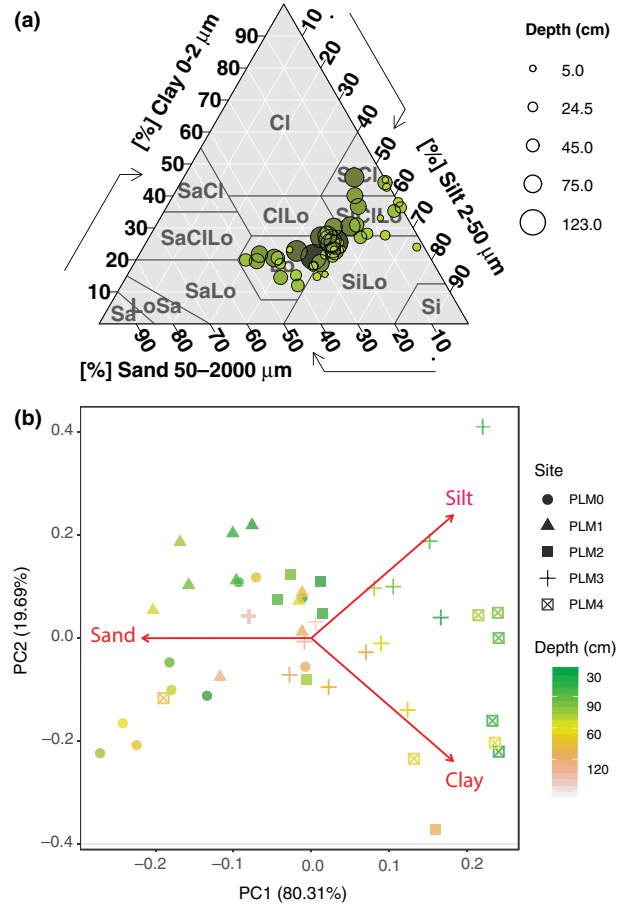 (a)
[%] Clay 0-2 μm
90
80
70
60
50
40
30
20
10
10
20
30
40
50
60
70
80
90
[%] Silt 2-50 μm
Cl
SaCl
ClLo
SiClLo
SaClLo
Lo
SaLo
SiLo
LoSa
Sa
Si
90
80
70
60
50
40
30
20
10
[%] Sand 50–2000 μm
Depth (cm)
5.0
24.5
45.0
75.0
123.0
(b)
0.4
0.2
0.0
−0.2
−0.4
PC2 (19.69%)
Silt
Sand
Clay
−0.2
−0.1
0.0
0.1
0.2
PC1 (80.31%)
Site
PLM0
PLM1
PLM2
PLM3
PLM4
Depth (cm)
30
90
60
120